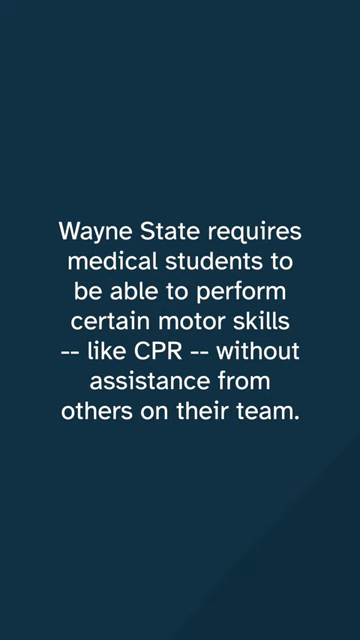 Wayne State requires
medical students to
be able to perform
certain motor skills
-- like CPR -- without
assistance from
others on their team.